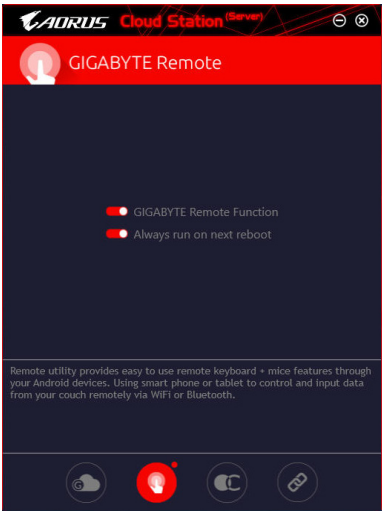 AORUS Cloud Station (Server)
GIGABYTE Remote
GIGABYTE Remote Function
Always run on next reboot
Remote utility provides easy to use remote keyboard + mice features through
your Android devices. Using smart phone or tablet to control and input data
from your couch remotely via WiFi or Bluetooth.
G